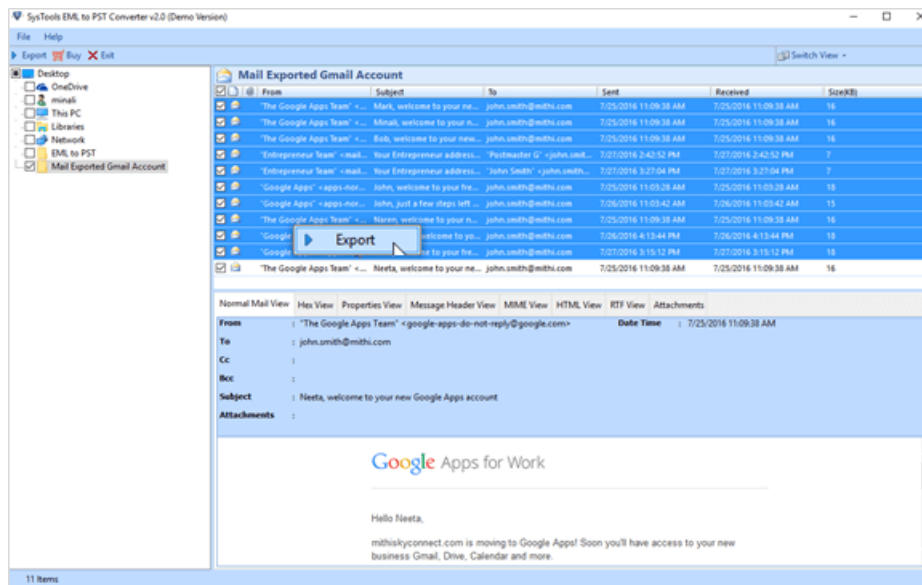 SysTools EML to PST Converter v2.0 (Demo Version)
File Help
Export Buy Exit Switch View
Desktop
OneDrive
minali
This PC
Libraries
Network
EML to PST
Mail Exported Gmail Account
Mail Exported Gmail Account
From Subject To Sent Received Size(KB)
"The Google Apps Team" <... Mark, welcome to your ne... john.smith@mithi.com 7/25/2016 11:09:38 AM 7/25/2016 11:09:38 AM 16
"The Google Apps Team" <... Minali, welcome to your n... john.smith@mithi.com 7/25/2016 11:09:38 AM 7/25/2016 11:09:38 AM 16
"The Google Apps Team" <... Bob, welcome to your new... john.smith@mithi.com 7/25/2016 11:09:38 AM 7/25/2016 11:09:38 AM 16
"Entrepreneur Team" <mail... Your Entrepreneur address... "Postmaster G" <john.smit... 7/27/2016 2:42:52 PM 7/27/2016 2:42:52 PM 7
"Entrepreneur Team" <mail... Your Entrepreneur address... "John Smith" <john.smith... 7/27/2016 3:27:04 PM 7/27/2016 3:27:04 PM 7
"Google Apps" <apps-nor... John, welcome to your fre... john.smith@mithi.com 7/25/2016 11:03:28 AM 7/25/2016 11:03:28 AM 18
"Google Apps" <apps-nor... John, just a few steps left ... john.smith@mithi.com 7/26/2016 11:03:42 AM 7/26/2016 11:03:42 AM 15
"The Google Apps Team" <... Naren, welcome to your n... john.smith@mithi.com 7/25/2016 11:09:38 AM 7/25/2016 11:09:38 AM 16
"Google welcome to yo... john.smith@mithi.com 7/26/2016 4:13:44 PM 7/26/2016 4:13:44 PM 18
"Google me to your fre... john.smith@mithi.com 7/27/2016 3:15:12 PM 7/27/2016 3:15:12 PM 18
Export
"The Google Apps Team" <... Neeta, welcome to your ne... john.smith@mithi.com 7/25/2016 11:09:38 AM 7/25/2016 11:09:38 AM 16
Normal Mail View Hex View Properties View Message Header View MIME View HTML View RTF View Attachments
From : "The Google Apps Team" <google-apps-do-not-reply@google.com> Date Time : 7/25/2016 11:09:38 AM
To : john.smith@mithi.com
Cc :
Bcc :
Subject : Neeta, welcome to your new Google Apps account
Attachments :
Google Apps for Work
Hello Neeta,
mithiskyconnect.com is moving to Google Apps! Soon you'll have access to your new
business Gmail, Drive, Calendar and more.
11 Items